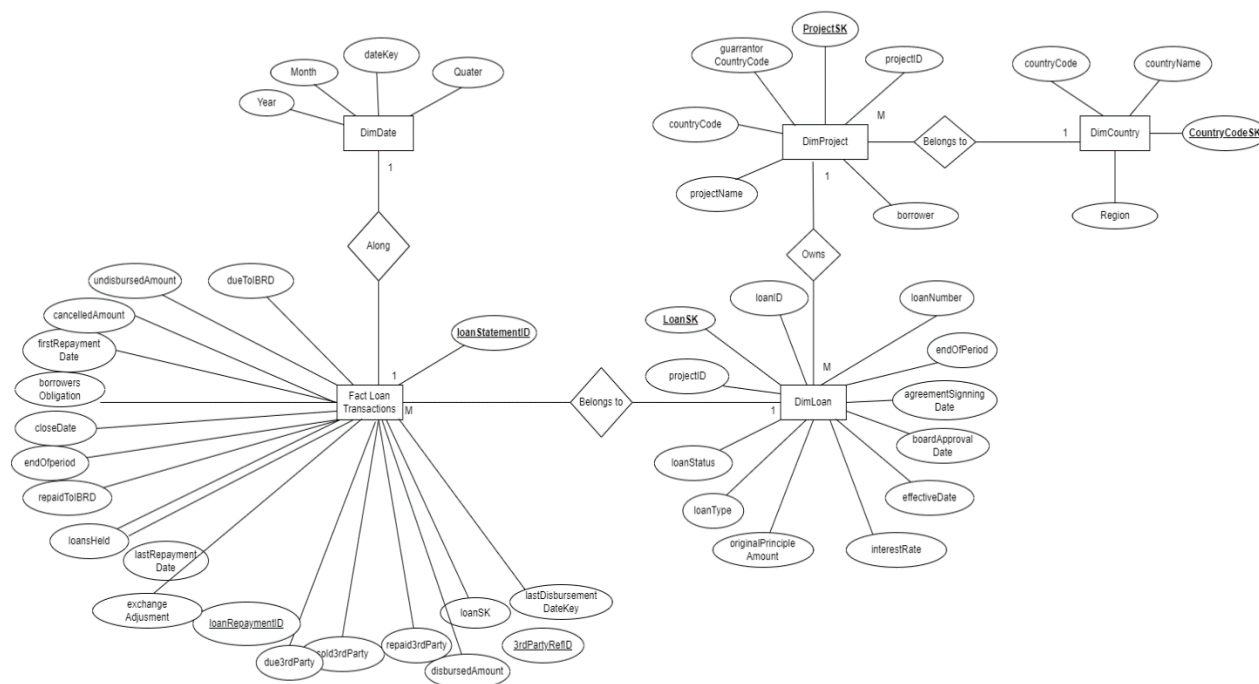 ProjectSK
guarrantor
CountryCode
projectID
countryCode
countryName
dateKey
Month
Quater
Year
DimDate
countryCode
DimProject
M
Belongs to
1
DimCountry
CountryCodeSK
1
1
projectName
borrower
Region
Along
Owns
undisbursedAmount
dueToIBRD
cancelledAmount
firstRepayment
Date
borrowers
Obligation
closeDate
endOfperiod
repaidToIBRD
loansHeld
lastRepayment
Date
exchange
Adjusment
loanRepaymentID
due3rdParty
sold3rdParty
repaid3rdParty
disbursedAmount
loanSK
lastDisbursement
DateKey
3rdPartyRefID
loanStatementID
1
Fact Loan
Transactions
M
Belongs to
1
DimLoan
M
LoanSK
loanID
loanNumber
projectID
endOfPeriod
agreementSignning
Date
boardApproval
Date
loanStatus
effectiveDate
loanType
originalPrinciple
Amount
interestRate